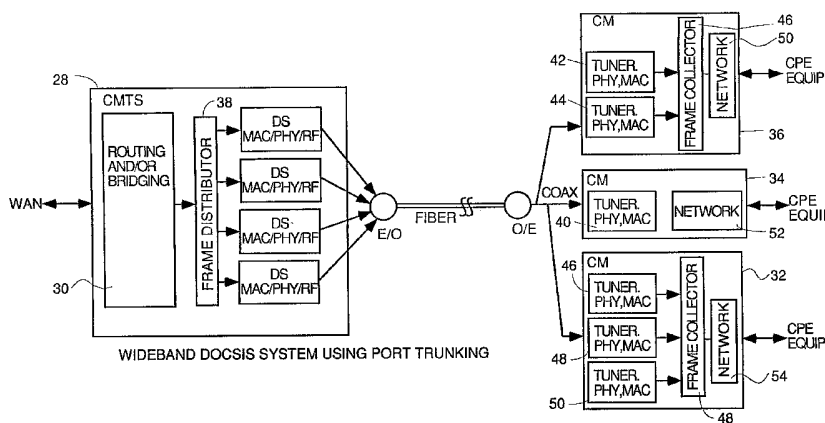 28
CMTS
38
ROUTING
AND/OR
BRIDGING
30
FRAME DISTRIBUTOR
DS
MAC/PHY/RF
DS
MAC/PHY/RF
DS
MAC/PHY/RF
DS
MAC/PHY/RF
WAN
E/O
FIBER
O/E
COAX
WIDEBAND DOCSIS SYSTEM USING PORT TRUNKING
CM
46
50
42
TUNER.
PHY,MAC
44
TUNER.
PHY,MAC
FRAME COLLECTOR
NETWORK
CPE
EQUIP
36
CM
34
TUNER.
PHY,MAC
40
NETWORK
52
CPE
EQUIP
CM
32
46
TUNER.
PHY,MAC
48
TUNER.
PHY,MAC
50
TUNER.
PHY,MAC
FRAME COLLECTOR
48
NETWORK
54
CPE
EQUIP